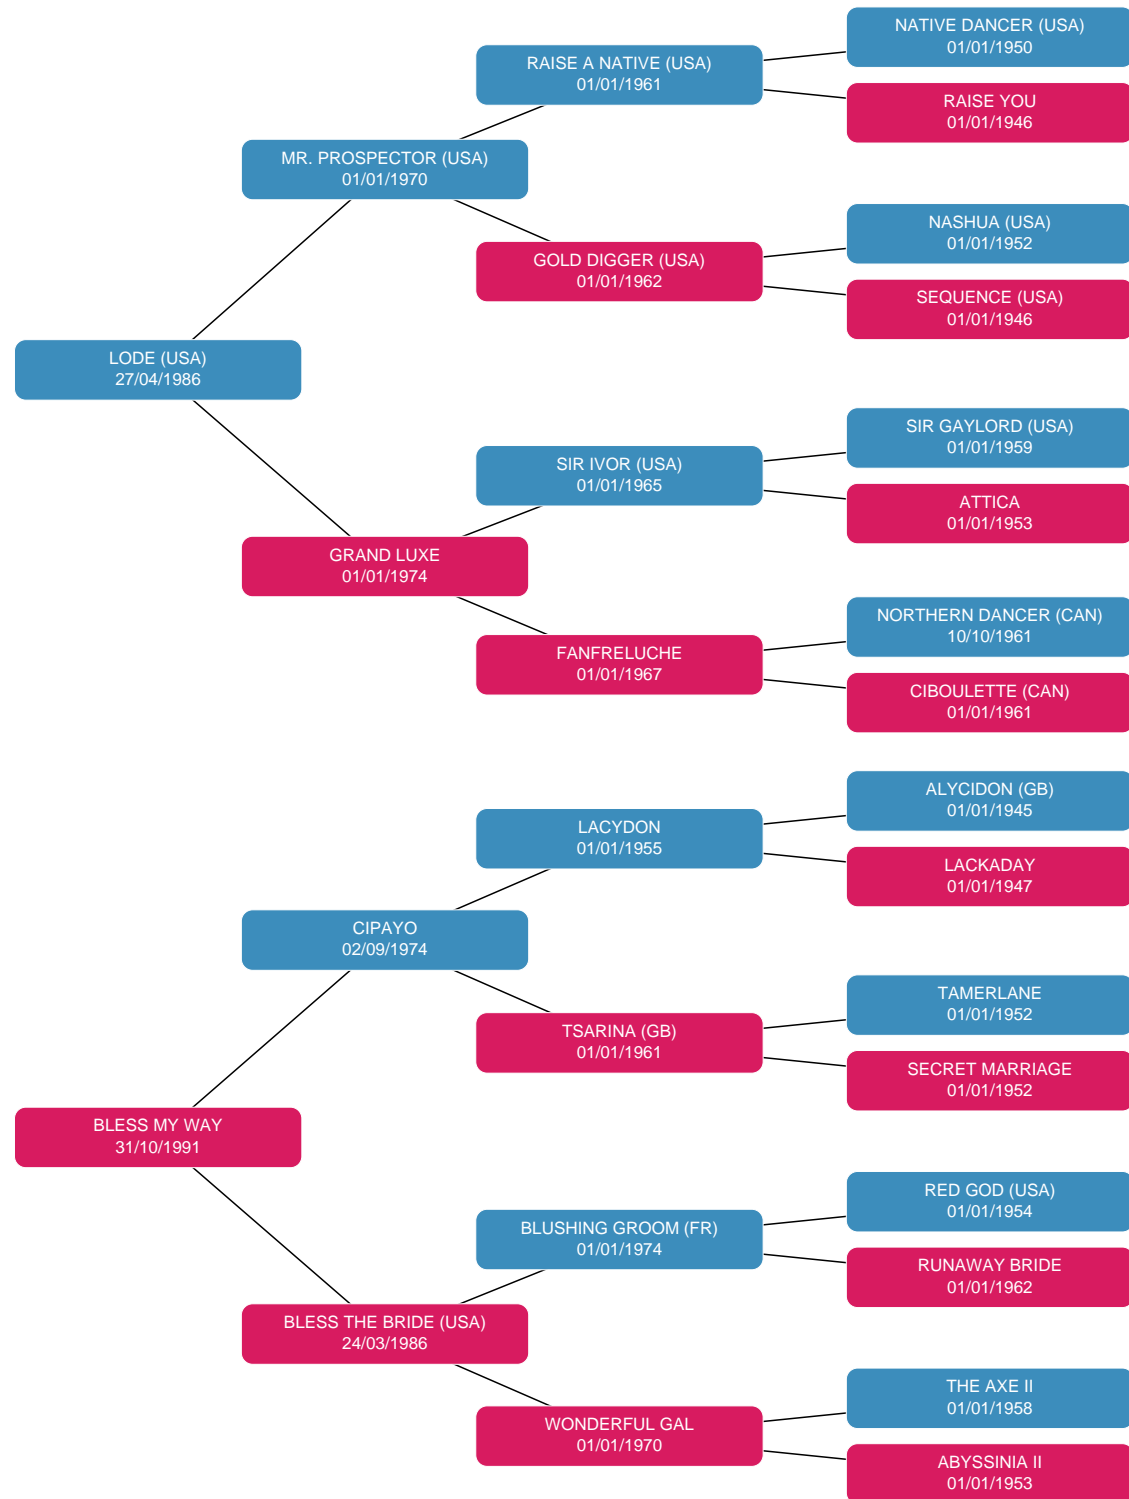 NATIVE DANCER (USA)
01/01/1950
RAISE A NATIVE (USA)
01/01/1961
RAISE YOU
01/01/1946
MR. PROSPECTOR (USA)
01/01/1970
NASHUA (USA)
01/01/1952
GOLD DIGGER (USA)
01/01/1962
SEQUENCE (USA)
01/01/1946
LODE (USA)
27/04/1986
SIR GAYLORD (USA)
01/01/1959
SIR IVOR (USA)
01/01/1965
ATTICA
01/01/1953
GRAND LUXE
01/01/1974
NORTHERN DANCER (CAN)
10/10/1961
FANFRELUCHE
01/01/1967
CIBOULETTE (CAN)
01/01/1961
ALYCIDON (GB)
01/01/1945
LACYDON
01/01/1955
LACKADAY
01/01/1947
CIPAYO
02/09/1974
TAMERLANE
01/01/1952
TSARINA (GB)
01/01/1961
SECRET MARRIAGE
01/01/1952
BLESS MY WAY
31/10/1991
RED GOD (USA)
01/01/1954
BLUSHING GROOM (FR)
01/01/1974
RUNAWAY BRIDE
01/01/1962
BLESS THE BRIDE (USA)
24/03/1986
THE AXE II
01/01/1958
WONDERFUL GAL
01/01/1970
ABYSSINIA II
01/01/1953